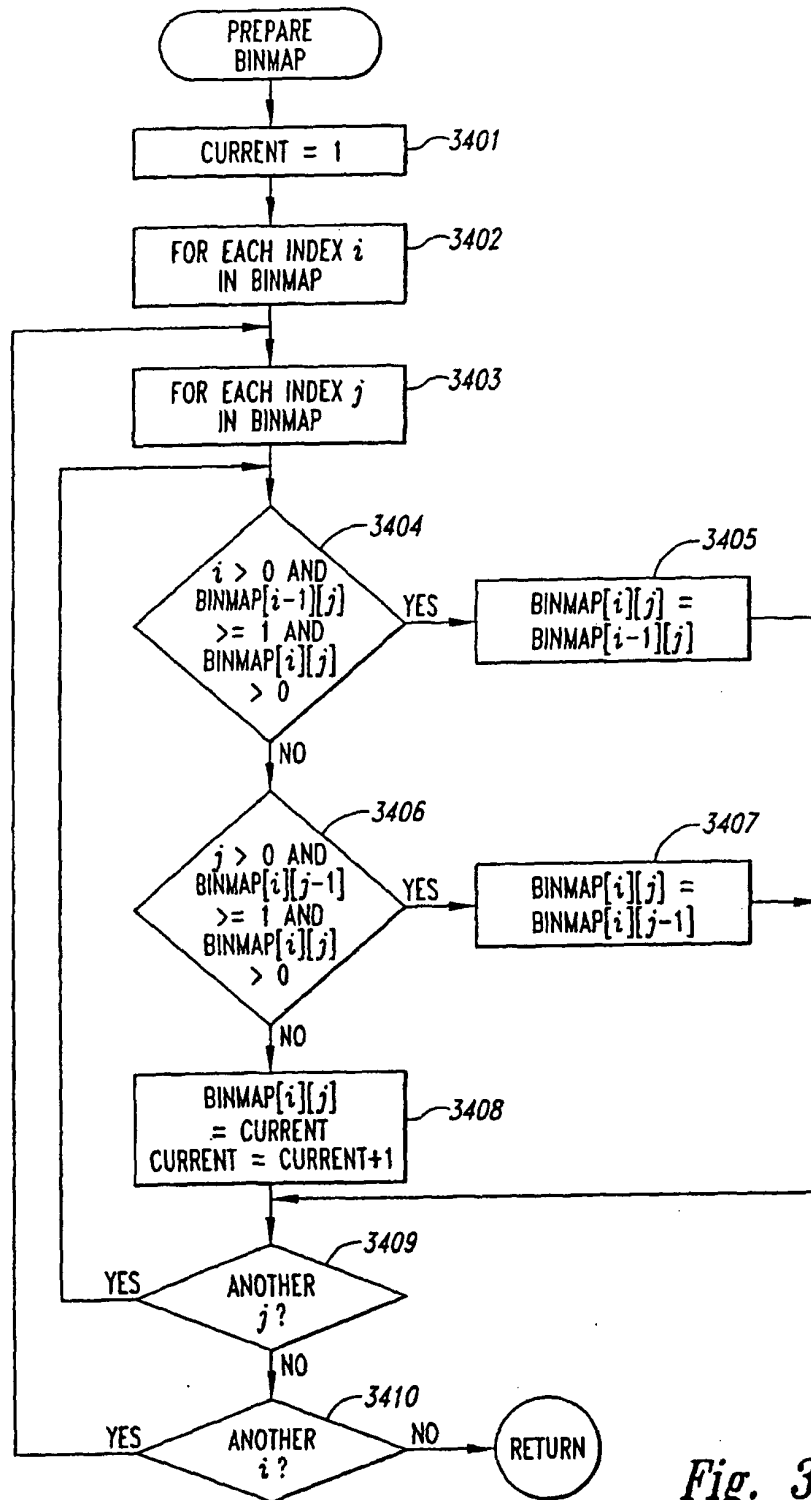 PREPARE
BINMAP
CURRENT = 1
3401
FOR EACH INDEX i
IN BINMAP
3402
FOR EACH INDEX j
IN BINMAP
3403
3404
i > 0 AND
BINMAP[i-1][j]
>= 1 AND
BINMAP[i][j]
> 0
YES
3405
BINMAP[i][j] =
BINMAP[i-1][j]
NO
3406
j > 0 AND
BINMAP[i][j-1]
>= 1 AND
BINMAP[i][j]
> 0
YES
3407
BINMAP[i][j] =
BINMAP[i][j-1]
NO
BINMAP[i][j]
= CURRENT
CURRENT = CURRENT+1
3408
3409
YES
ANOTHER
j?
NO
3410
YES
ANOTHER
i?
NO
RETURN
Fig. 3